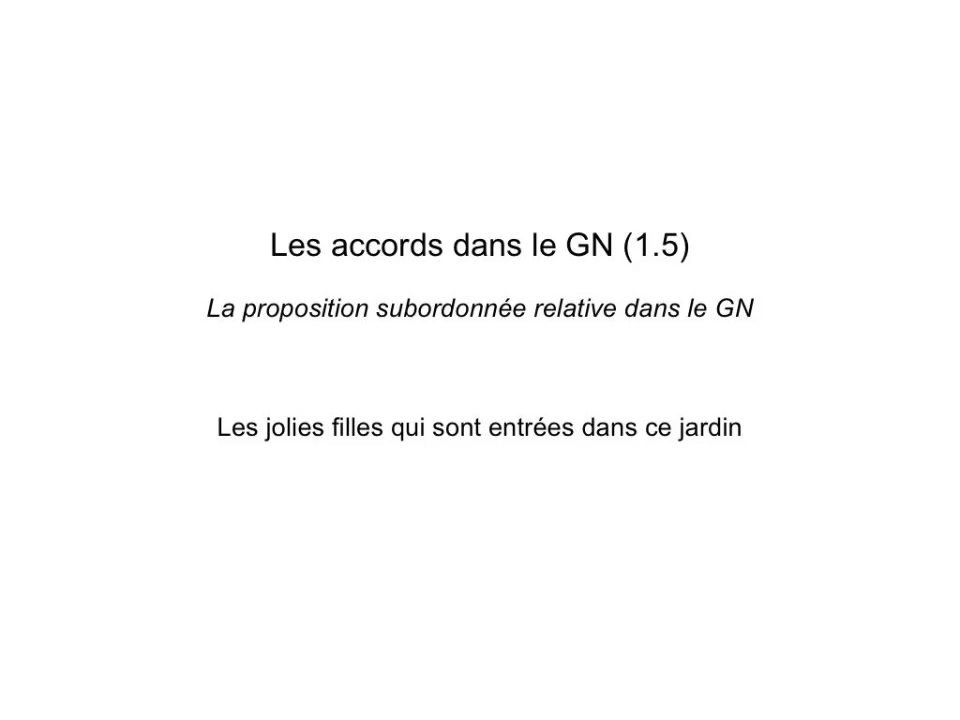 Les accords dans le GN (1.5)
La proposition subordonnée relative dans le GN
Les jolies filles qui sont entrées dans ce jardin